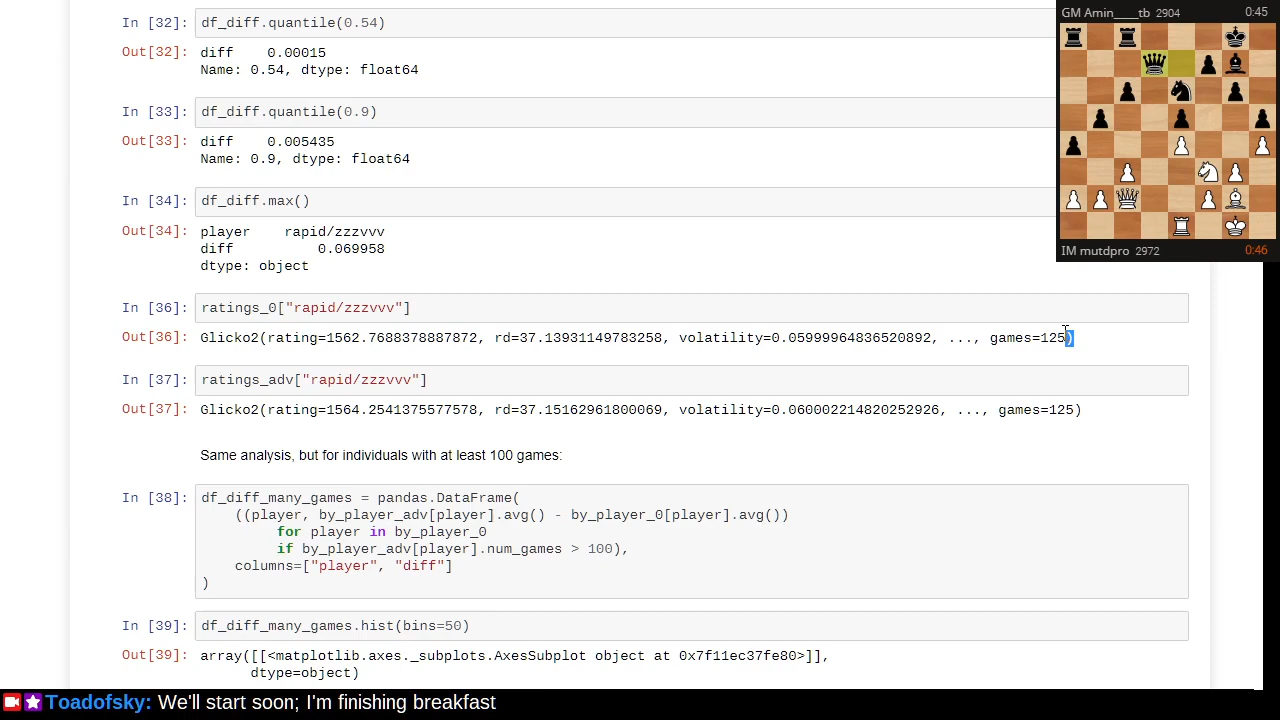 In [32]: df_diff.quantile(0.54)
Out[32]: diff    0.00015
Name: 0.54, dtype: float64
In [33]: df_diff.quantile(0.9)
Out[33]: diff    0.005435
Name: 0.9, dtype: float64
In [34]: df_diff.max()
Out[34]: player    rapid/zzzvvv
diff          0.069958
dtype: object
In [36]: ratings_0["rapid/zzzvvv"]
Out[36]: Glicko2(rating=1562.7688378887872, rd=37.13931149783258, volatility=0.05999964836520892, ..., games=125)
In [37]: ratings_adv["rapid/zzzvvv"]
Out[37]: Glicko2(rating=1564.2541375577578, rd=37.15162961800069, volatility=0.060002214820252926, ..., games=125)
Same analysis, but for individuals with at least 100 games:
In [38]: df_diff_many_games = pandas.DataFrame(
((player, by_player_adv[player].avg() - by_player_0[player].avg())
for player in by_player_0
if by_player_adv[player].num_games > 100),
columns=["player", "diff"]
)
In [39]: df_diff_many_games.hist(bins=50)
Out[39]: array([[<matplotlib.axes._subplots.AxesSubplot object at 0x7f11ec37fe80>]],
dtype=object)
GM Amin____tb 2904 0:45
IM mutdpro 2972 0:46
Toadofsky: We'll start soon; I'm finishing breakfast